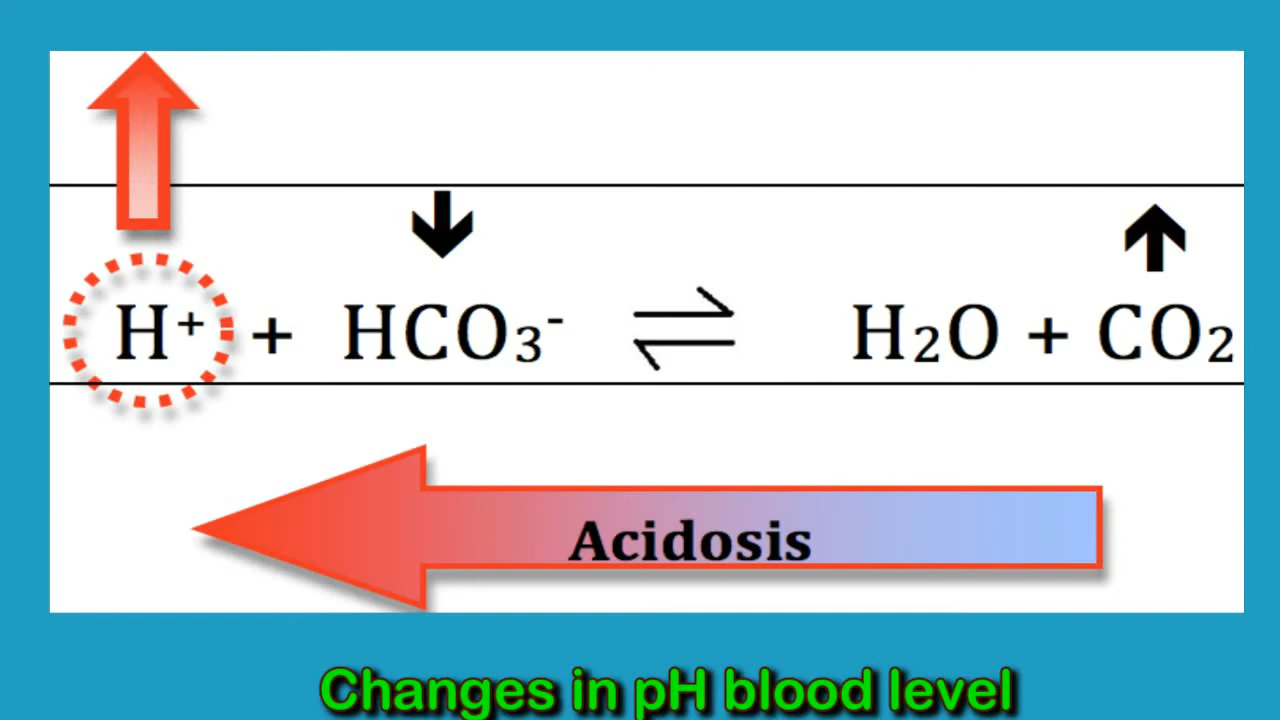 H⁺ + HCO₃⁻ ⇌ H₂O + CO₂
Acidosis
Changes in pH blood level